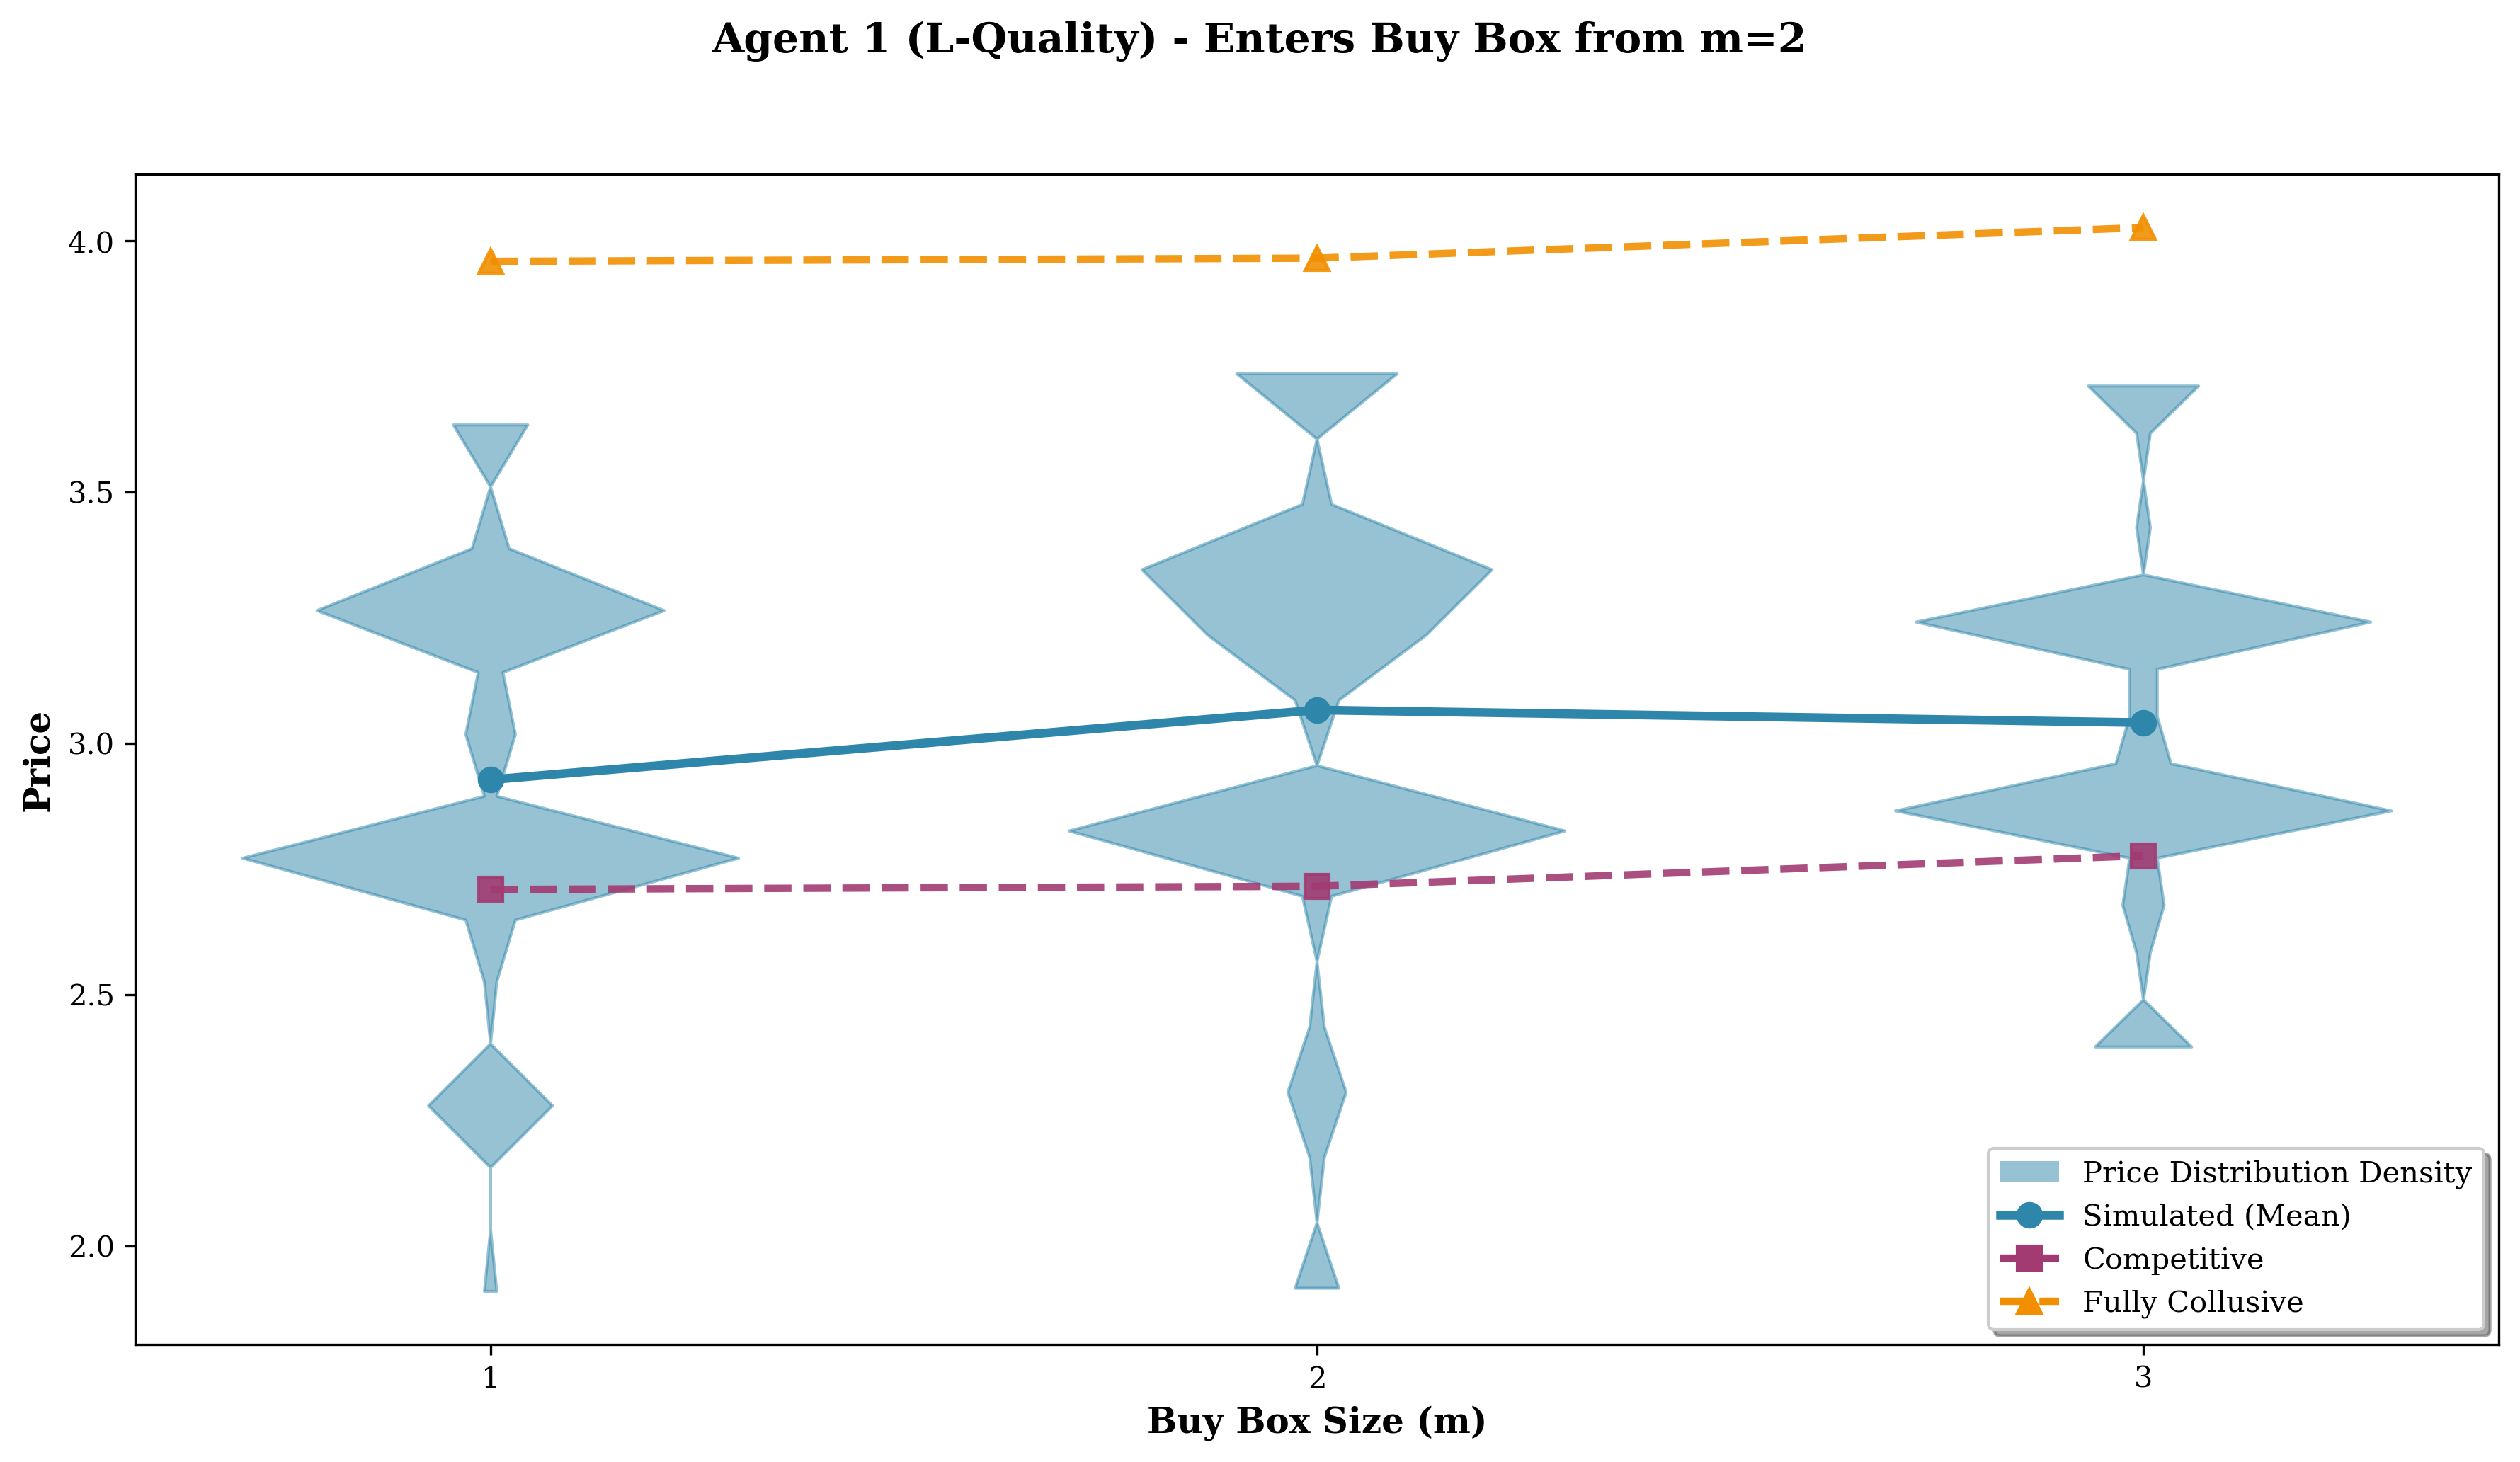 Agent 1 (L-Quality) - Enters Buy Box from m=2
4.0
3.5
3.0
2.5
2.0
Price
1
2
3
Buy Box Size (m)
Price Distribution Density
Simulated (Mean)
Competitive
Fully Collusive